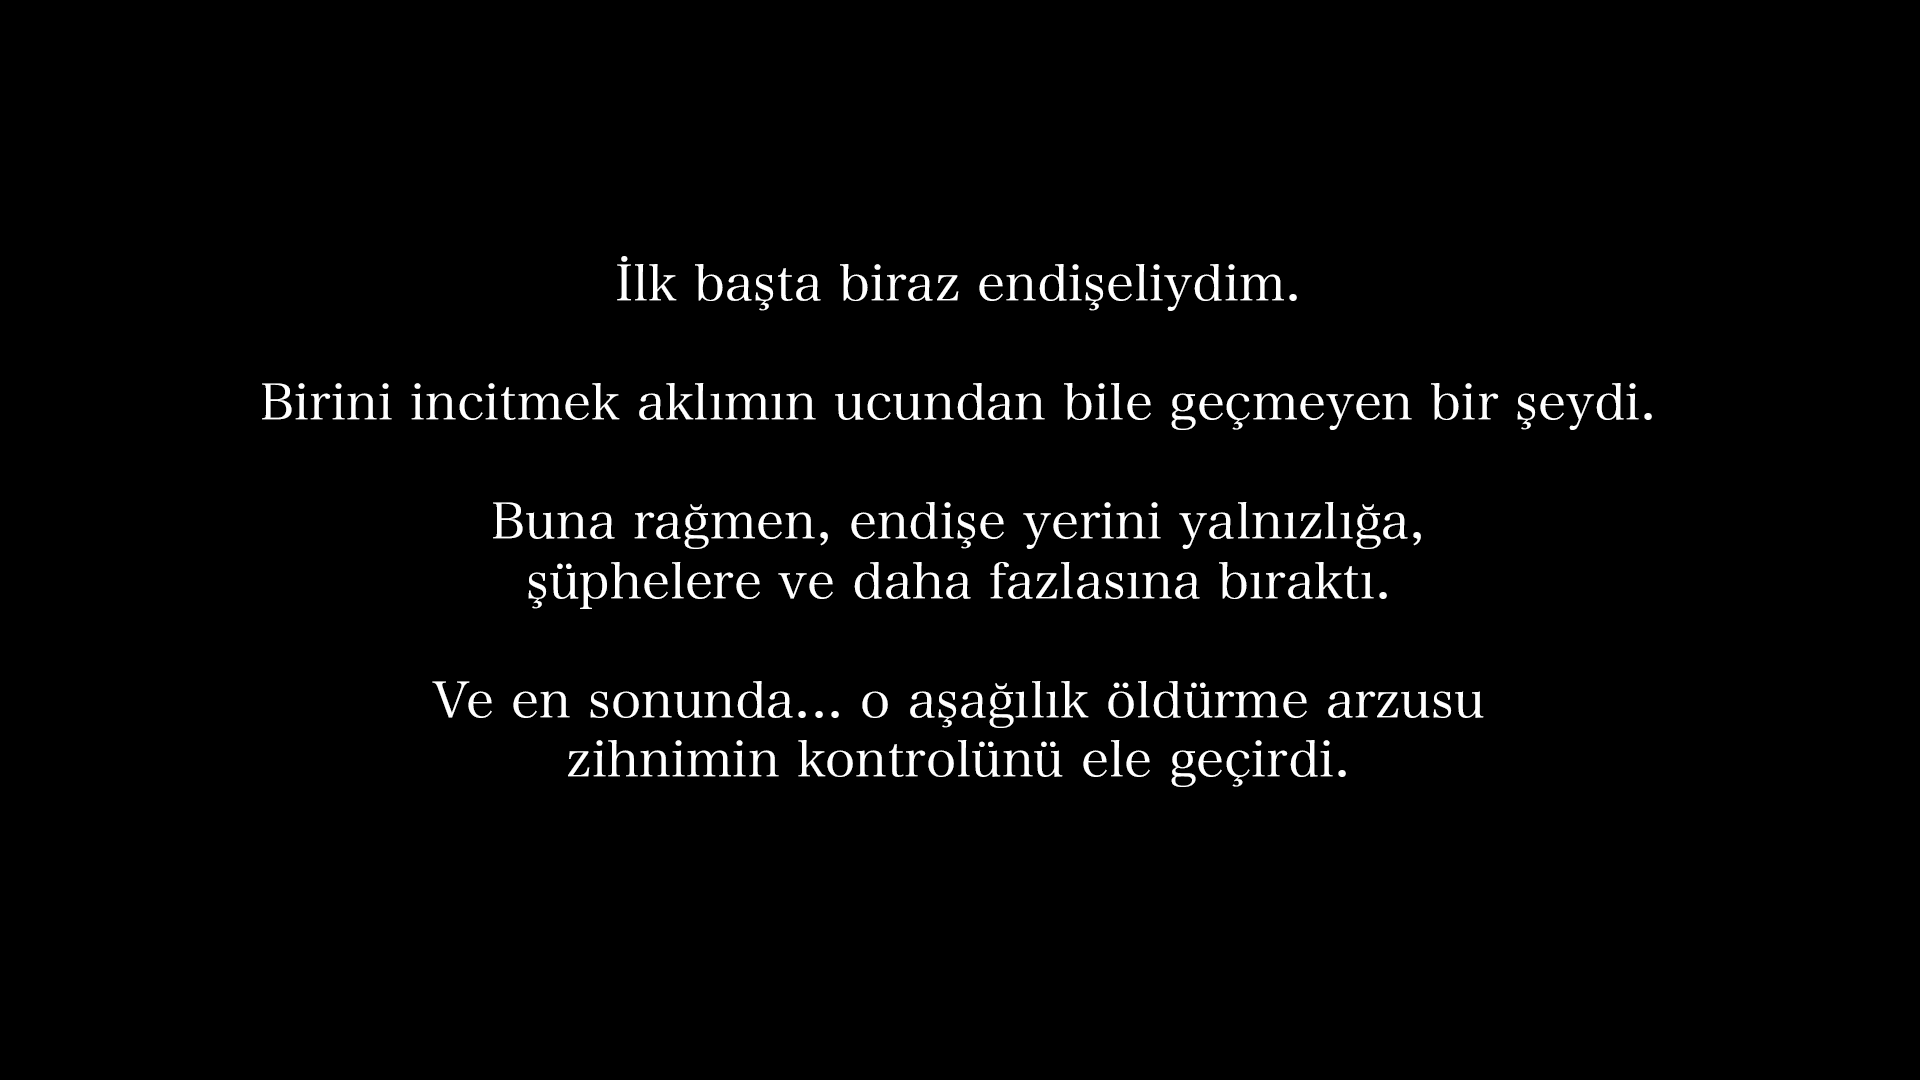 İlk başta biraz endişeliydim.
Birini incitmek aklımın ucundan bile geçmeyen bir şeydi.
Buna rağmen, endişe yerini yalnızlığa,
şüphelere ve daha fazlasına bıraktı.
Ve en sonunda... o aşağılık öldürme arzusu
zihnimin kontrolünü ele geçirdi.